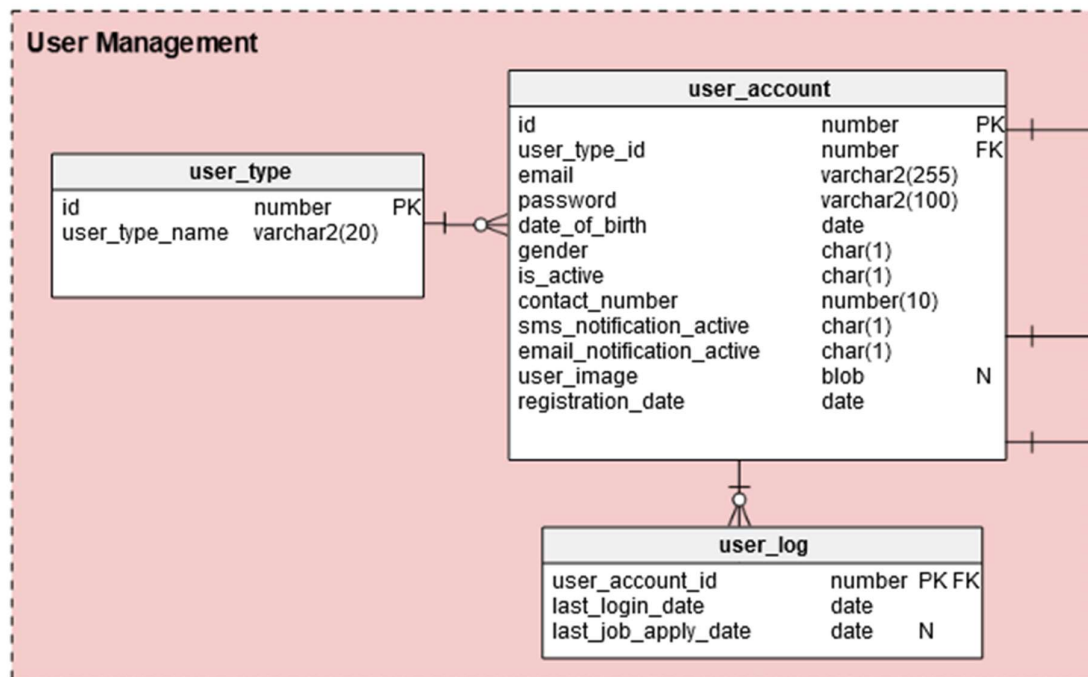 User Management
user_type
id number PK
user_type_name varchar2(20)
user_account
id number PK
user_type_id number FK
email varchar2(255)
password varchar2(100)
date_of_birth date
gender char(1)
is_active char(1)
contact_number number(10)
sms_notification_active char(1)
email_notification_active char(1)
user_image blob N
registration_date date
user_log
user_account_id number PK FK
last_login_date date
last_job_apply_date date N